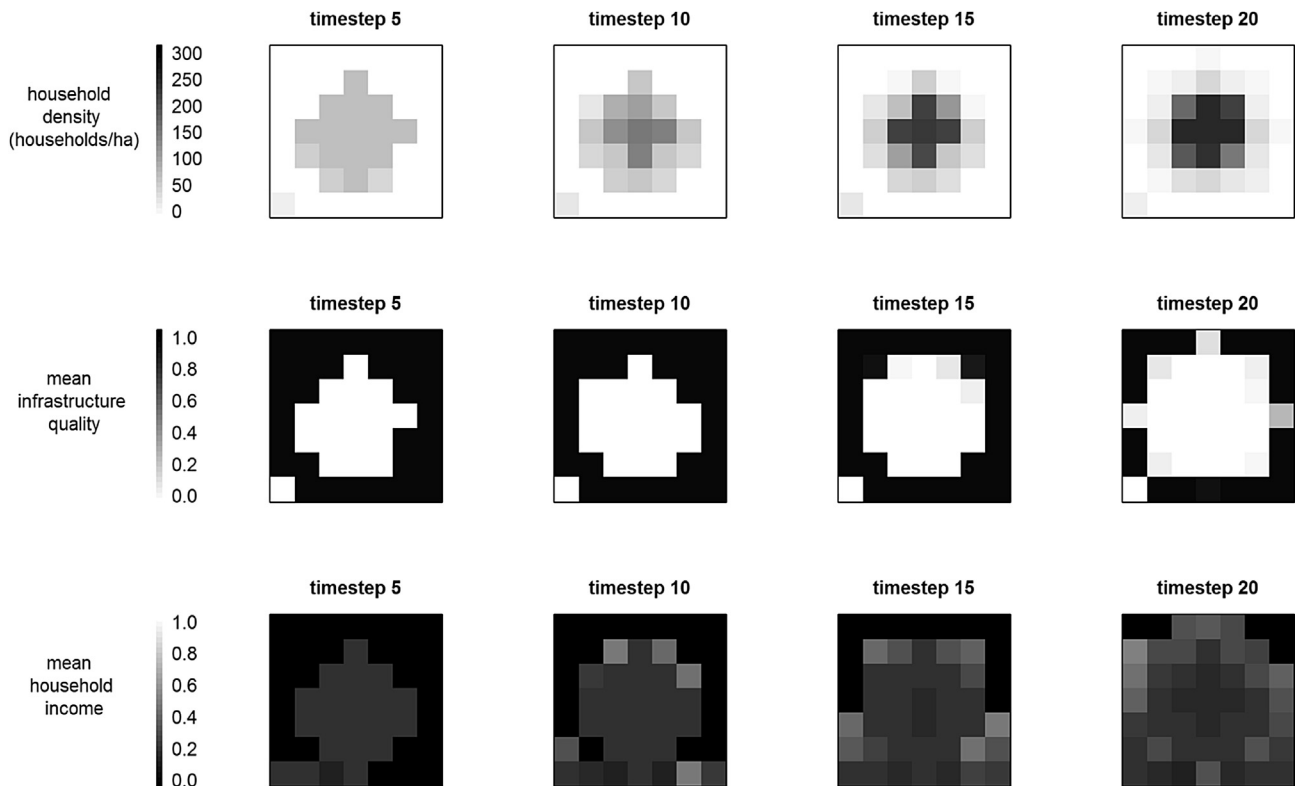 timestep 5
timestep 10
timestep 15
timestep 20
household
density
(households/ha)
300
250
200
150
100
50
0
timestep 5
timestep 10
timestep 15
timestep 20
mean
infrastructure
quality
1.0
0.8
0.6
0.4
0.2
0.0
timestep 5
timestep 10
timestep 15
timestep 20
mean
household
income
1.0
0.8
0.6
0.4
0.2
0.0